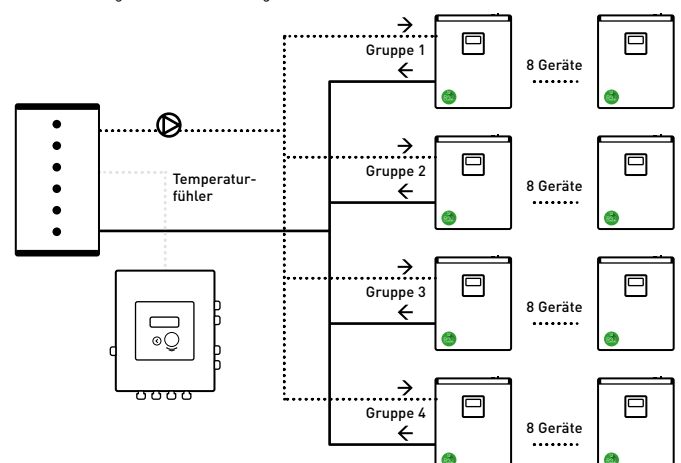 Gruppe 1
8 Geräte
Gruppe 2
8 Geräte
Temperatur-
fühler
Gruppe 3
8 Geräte
Gruppe 4
8 Geräte